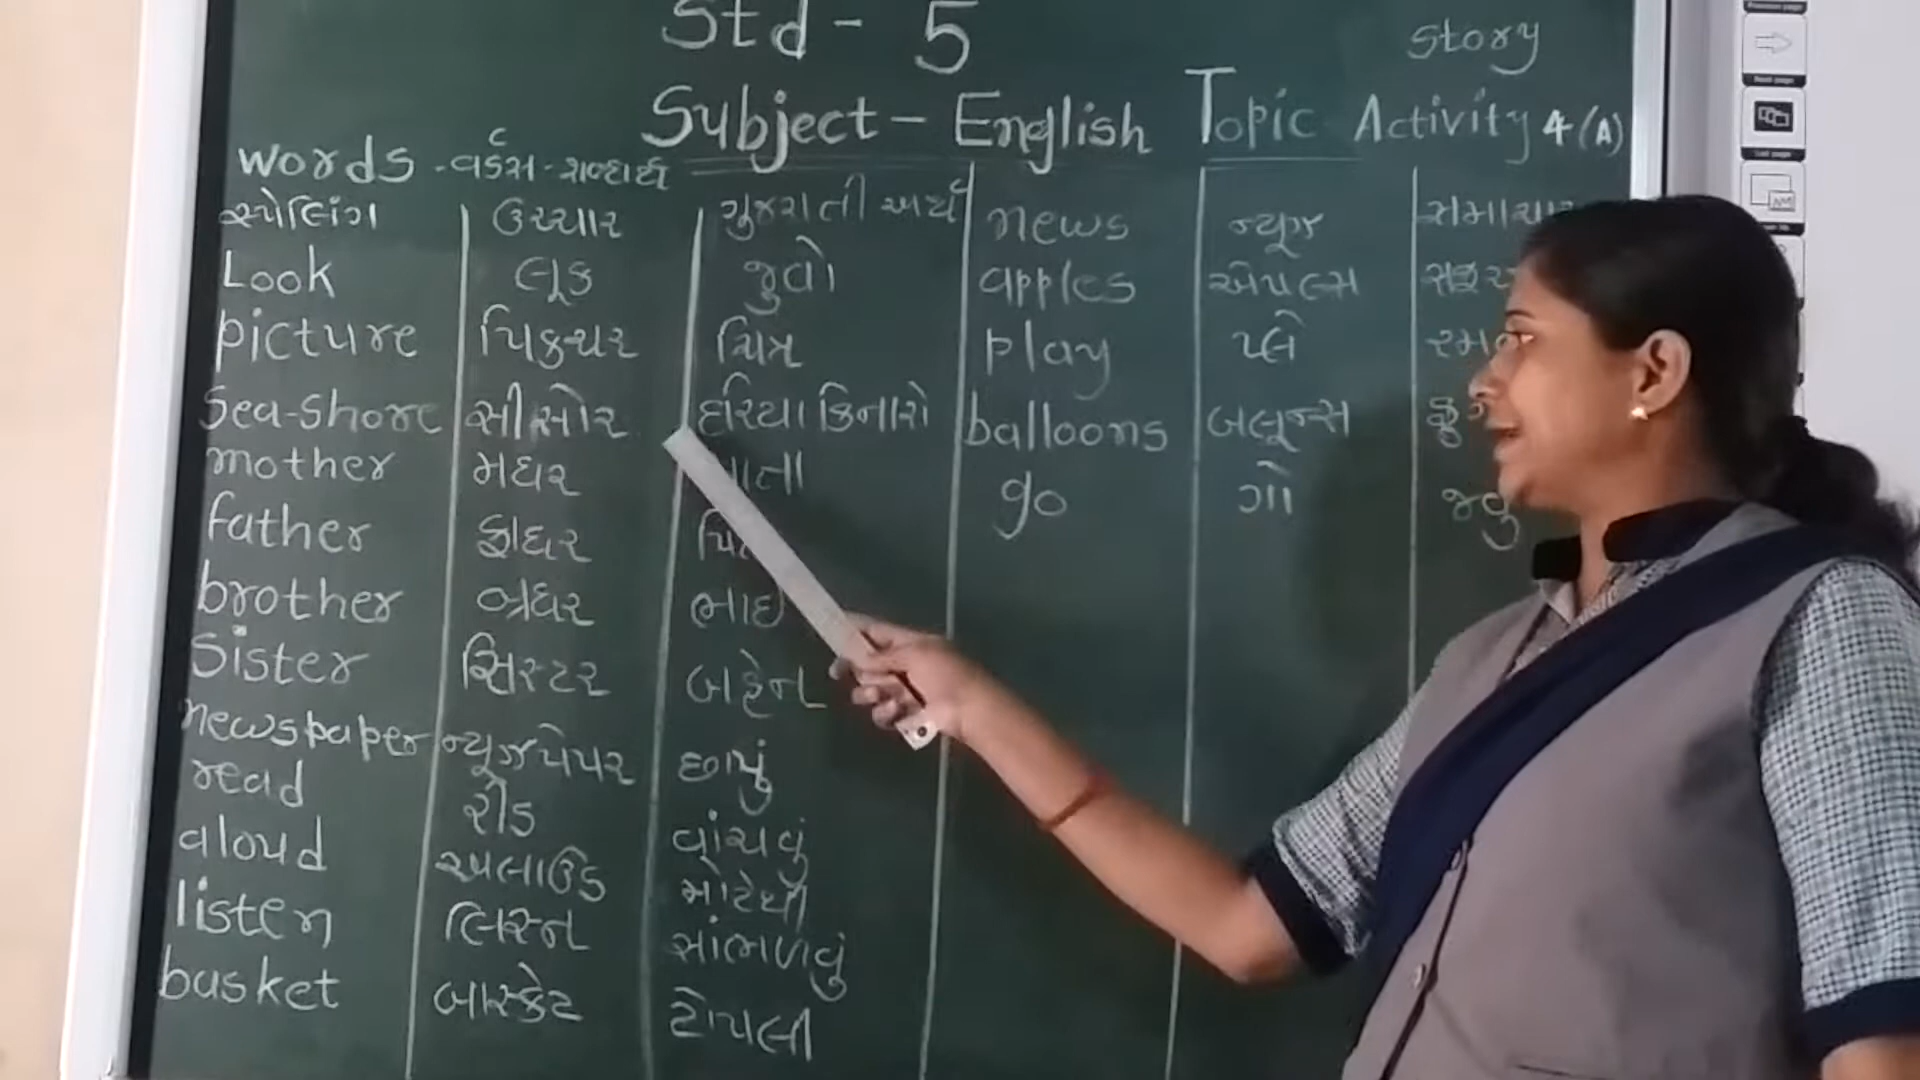 Std - 5
Story
Subject - English Topic Activity 4 (A)
words - વર્ડસ - શબ્દાર્થ
સ્પેલિંગ ઉચ્ચાર ગુજરાતી અર્થ news ન્યૂઝ
Look લૂક જુવો apples એપલ્સ
picture પિક્ચર ચિત્ર play પ્લે
Sea-Shore સીસોર દરિયા કિનારો balloons બલૂન્સ
mother મધર go ગો જવુ
father ફાધર
brother બ્રધર ભાઈ
Sister સિસ્ટર બહેન
newspaper ન્યૂઝપેપર છાપું
read રીડ વાંચવું
aloud અલાઉડ મોટેથી
listen લિસ્ન સાંભળવું
basket બાસ્કેટ ટોપલી